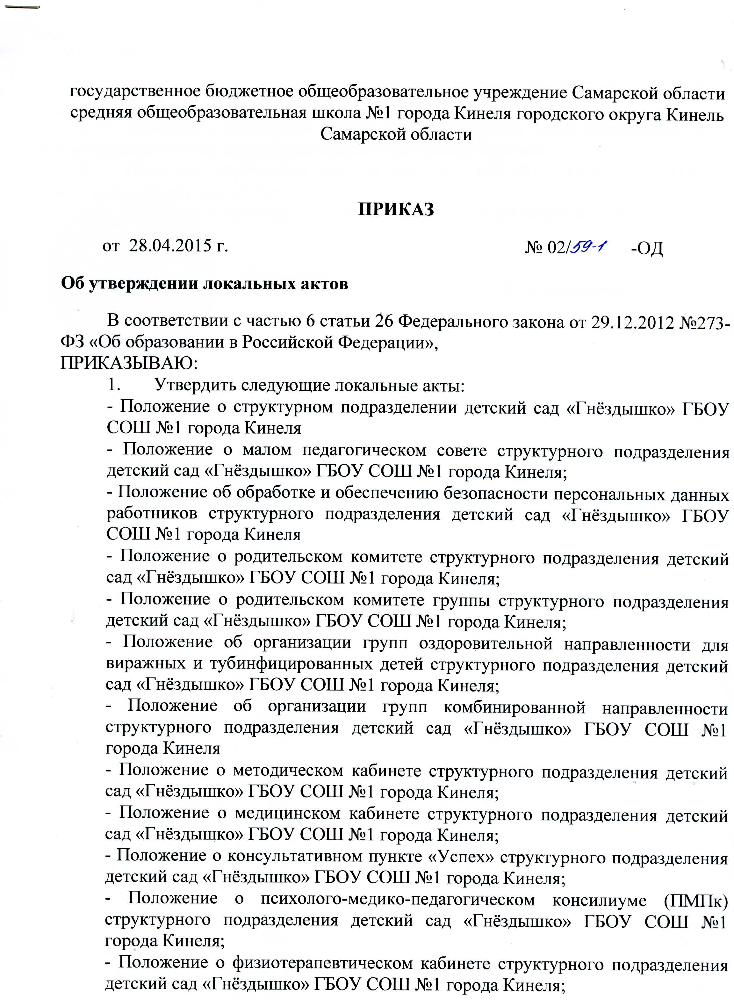 государственное бюджетное общеобразовательное учреждение Самарской области
средняя общеобразовательная школа №1 города Кинеля городского округа Кинель
Самарской области
ПРИКАЗ
от 28.04.2015 г. № 02/59-1 -ОД
Об утверждении локальных актов
В соответствии с частью 6 статьи 26 Федерального закона от 29.12.2012 №273-
ФЗ «Об образовании в Российской Федерации»,
ПРИКАЗЫВАЮ:
1. Утвердить следующие локальные акты:
- Положение о структурном подразделении детский сад «Гнёздышко» ГБОУ
СОШ №1 города Кинеля
- Положение о малом педагогическом совете структурного подразделения
детский сад «Гнёздышко» ГБОУ СОШ №1 города Кинеля;
- Положение об обработке и обеспечению безопасности персональных данных
работников структурного подразделения детский сад «Гнёздышко» ГБОУ
СОШ №1 города Кинеля
- Положение о родительском комитете структурного подразделения детский
сад «Гнёздышко» ГБОУ СОШ №1 города Кинеля;
- Положение о родительском комитете группы структурного подразделения
детский сад «Гнёздышко» ГБОУ СОШ №1 города Кинеля;
- Положение об организации групп оздоровительной направленности для
виражных и тубинфицированных детей структурного подразделения детский
сад «Гнёздышко» ГБОУ СОШ №1 города Кинеля;
- Положение об организации групп комбинированной направленности
структурного подразделения детский сад «Гнёздышко» ГБОУ СОШ №1
города Кинеля
- Положение о методическом кабинете структурного подразделения детский
сад «Гнёздышко» ГБОУ СОШ №1 города Кинеля;
- Положение о медицинском кабинете структурного подразделения детский
сад «Гнёздышко» ГБОУ СОШ №1 города Кинеля;
- Положение о консультативном пункте «Успех» структурного подразделения
детский сад «Гнёздышко» ГБОУ СОШ №1 города Кинеля;
- Положение о психолого-медико-педагогическом консилиуме (ПМПк)
структурного подразделения детский сад «Гнёздышко» ГБОУ СОШ №1
города Кинеля;
- Положение о физиотерапевтическом кабинете структурного подразделения
детский сад «Гнёздышко» ГБОУ СОШ №1 города Кинеля;